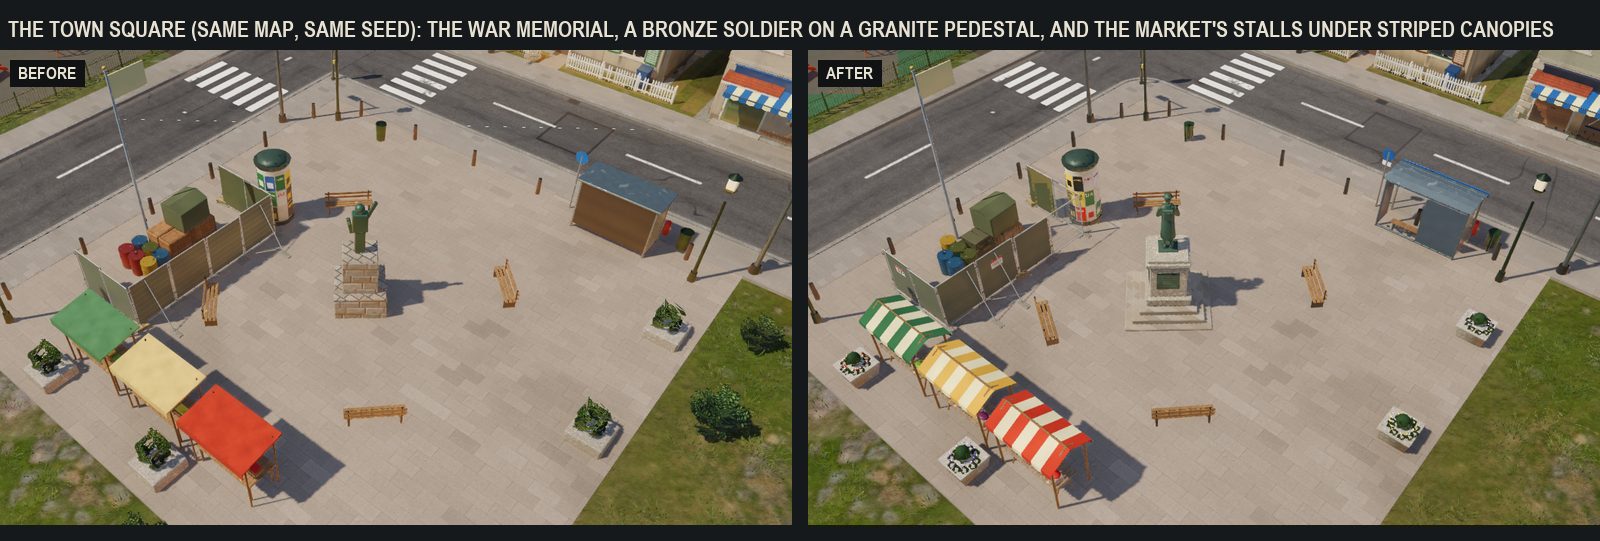 THE TOWN SQUARE (SAME MAP, SAME SEED): THE WAR MEMORIAL, A BRONZE SOLDIER ON A GRANITE PEDESTAL, AND THE MARKET'S STALLS UNDER STRIPED CANOPIES
BEFORE
AFTER